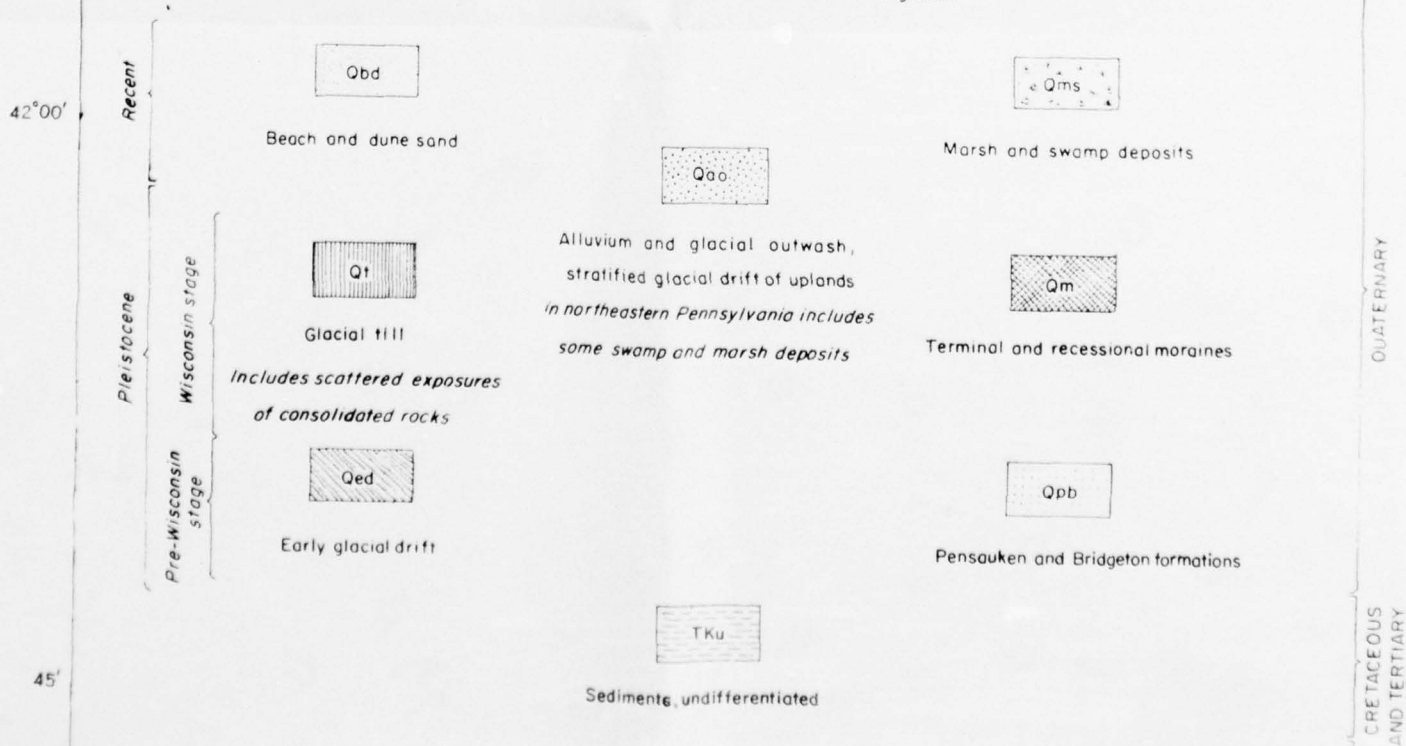 42°00'
Recent
Qbd
Beach and dune sand
Qms
Marsh and swamp deposits
Qao
Alluvium and glacial outwash,
stratified glacial drift of uplands
in northeastern Pennsylvania includes
some swamp and marsh deposits
Pleistocene
Wisconsin stage
Qt
Glacial till
Includes scattered exposures
of consolidated rocks
Qm
Terminal and recessional moraines
QUATERNARY
Pre-Wisconsin
stage
Qed
Early glacial drift
Qpb
Pensauken and Bridgeton formations
45'
TKu
Sediments, undifferentiated
CRETACEOUS
AND TERTIARY